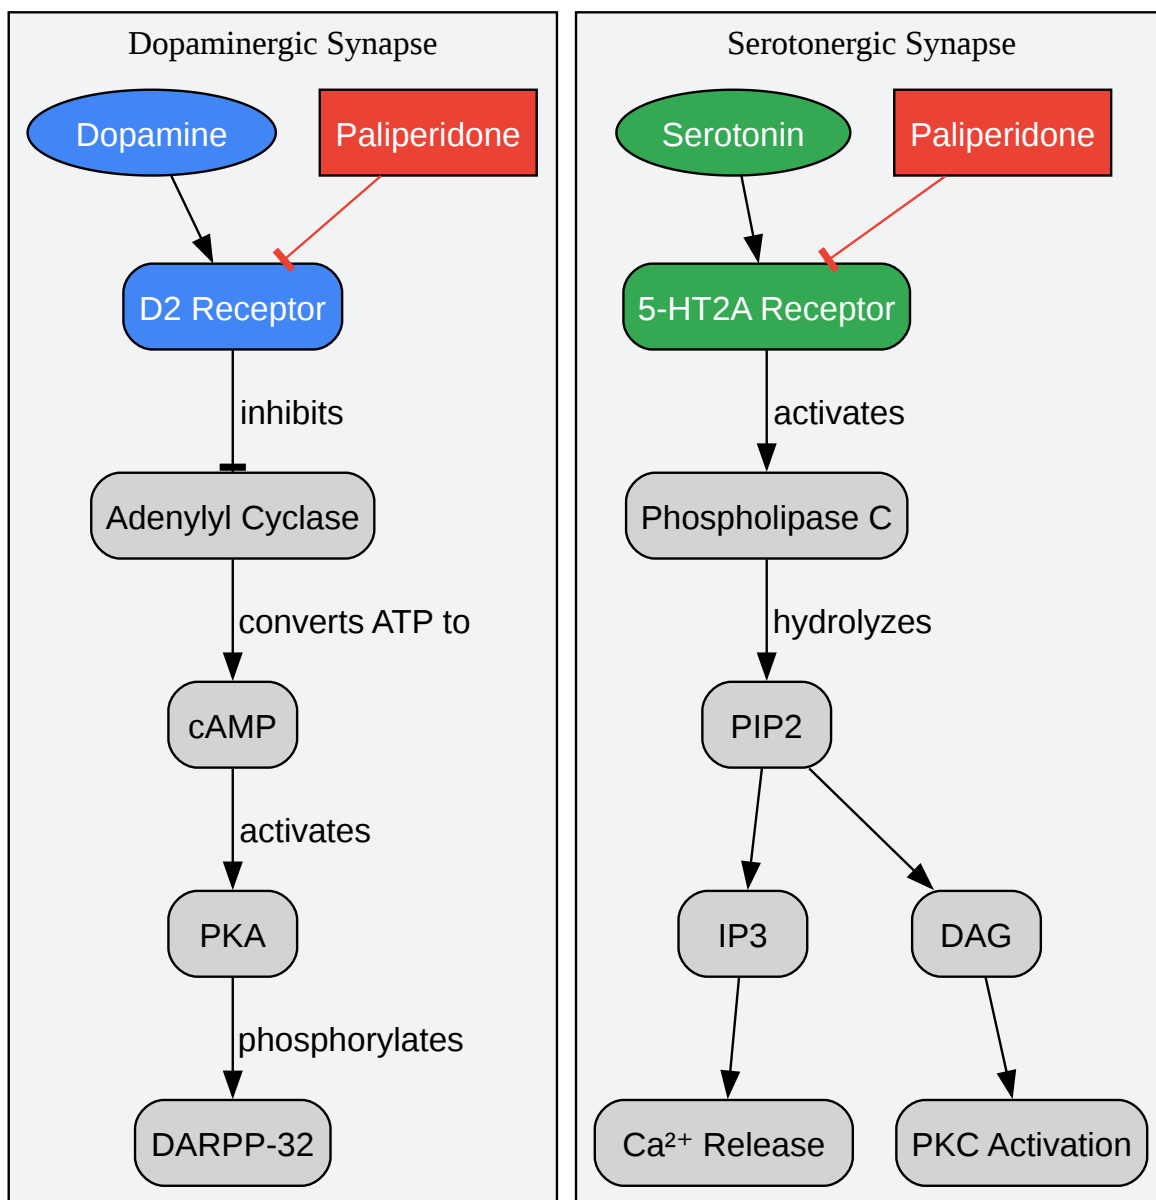 Dopaminergic Synapse
Dopamine
Paliperidone
D2 Receptor
inhibits
Adenylyl Cyclase
converts ATP to
cAMP
activates
PKA
phosphorylates
DARPP-32
Serotonergic Synapse
Serotonin
Paliperidone
5-HT2A Receptor
activates
Phospholipase C
hydrolyzes
PIP2
IP3
DAG
Ca²⁺ Release
PKC Activation